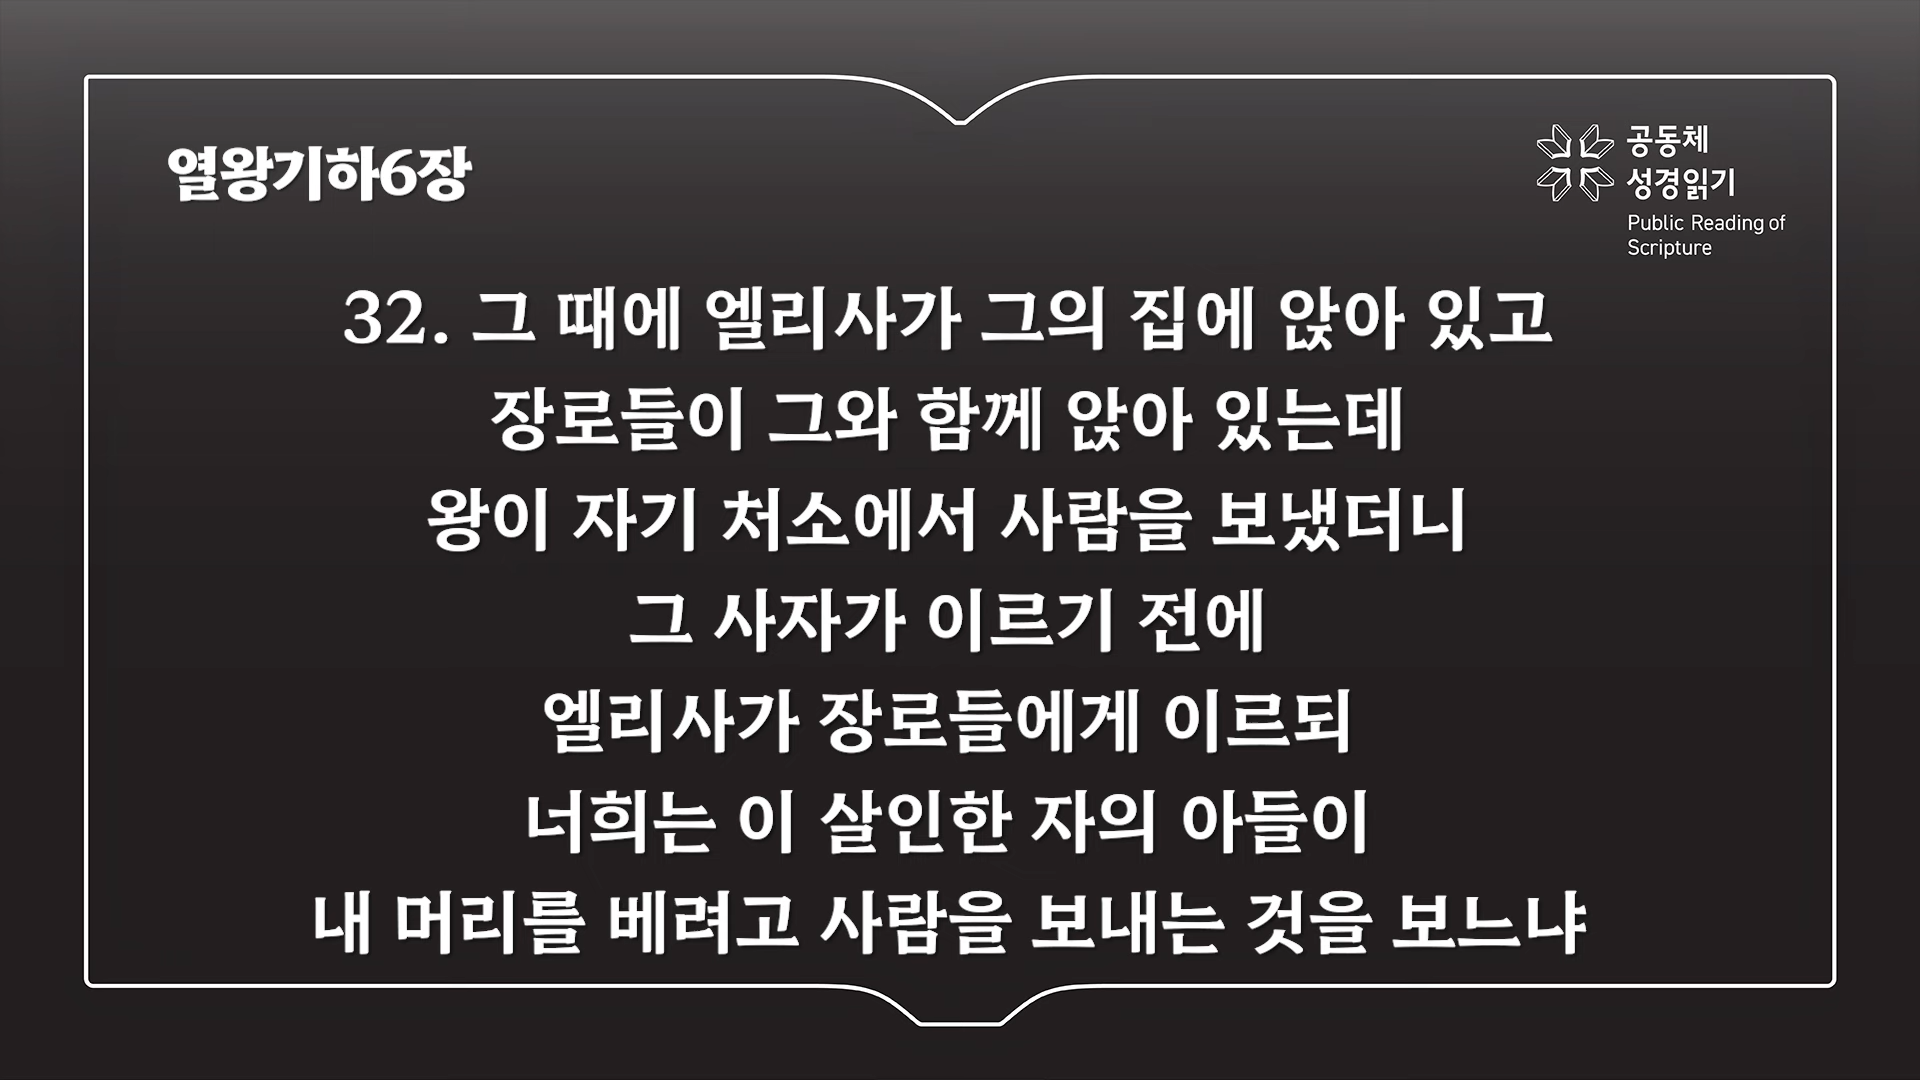 열왕기하6장
공동체
성경읽기
Public Reading of
Scripture
32. 그 때에 엘리사가 그의 집에 앉아 있고
장로들이 그와 함께 앉아 있는데
왕이 자기 처소에서 사람을 보냈더니
그 사자가 이르기 전에
엘리사가 장로들에게 이르되
너희는 이 살인한 자의 아들이
내 머리를 베려고 사람을 보내는 것을 보느냐